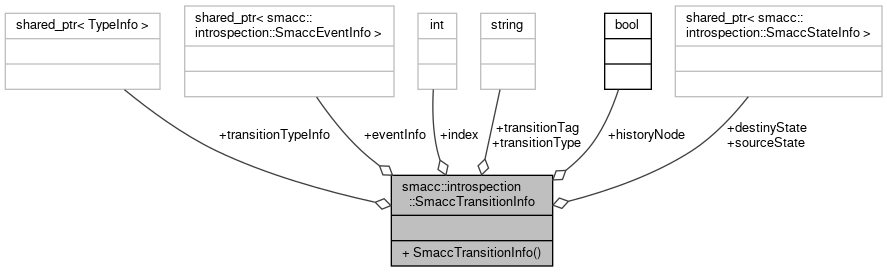 shared_ptr< TypeInfo >
shared_ptr< smacc::
introspection::SmaccEventInfo >
int
string
bool
shared_ptr< smacc::
introspection::SmaccStateInfo >
+transitionTypeInfo
+eventInfo
+index
+transitionTag
+transitionType
+historyNode
+destinyState
+sourceState
smacc::introspection
::SmaccTransitionInfo
+ SmaccTransitionInfo()